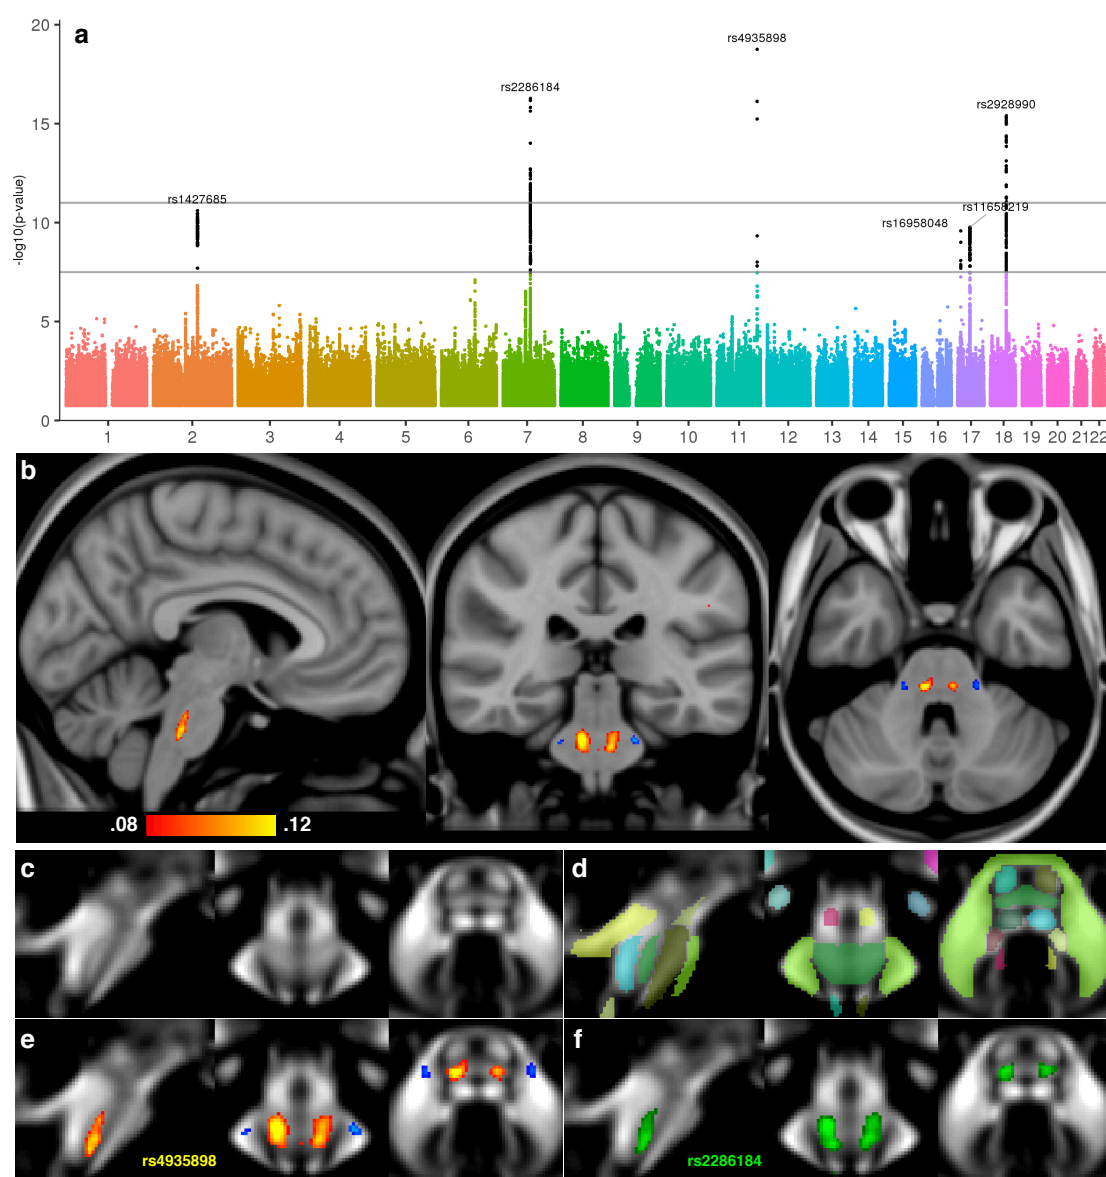 a
20
15
10
5
0
-log10(p-value)
rs4935898
rs2286184
rs2928990
rs1427685
rs11658219
rs16958048
1 2 3 4 5 6 7 8 9 10 11 12 13 14 15 16 17 18 19 20 21 22
b
.08 .12
c
d
e
rs4935898
f
rs2286184